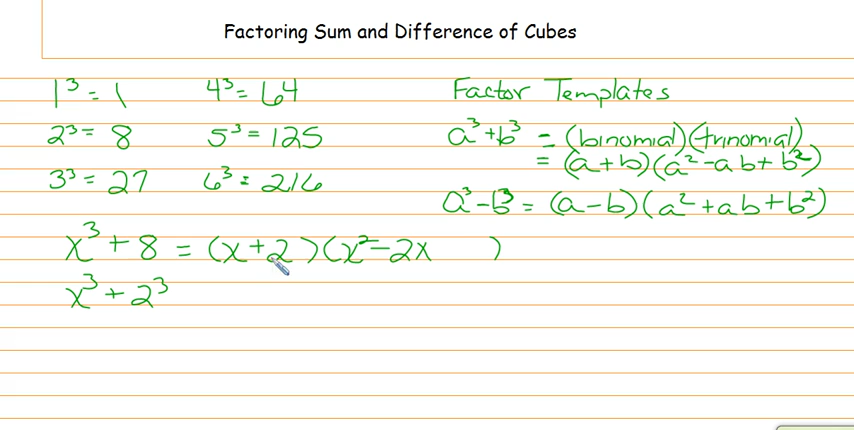 Factoring Sum and Difference of Cubes
1³ = 1 4³ = 64 Factor Templates
2³ = 8 5³ = 125 a³ + b³ = (binomial)(trinomial)
= (a + b)(a² - ab + b²)
3³ = 27 6³ = 216
a³ - b³ = (a - b)(a² + ab + b²)
x³ + 8 = (x + 2)(x² - 2x )
x³ + 2³